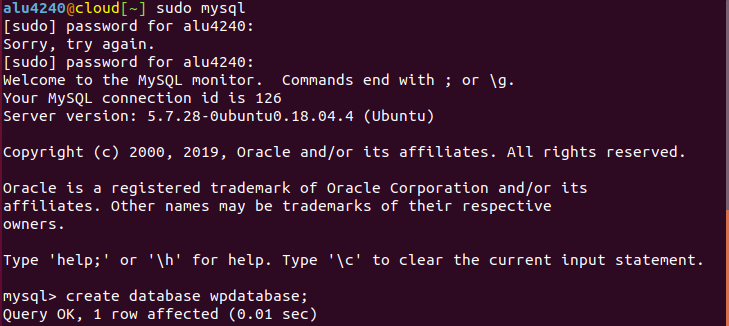 alu4240@cloud[~] sudo mysql
[sudo] password for alu4240:
Sorry, try again.
[sudo] password for alu4240:
Welcome to the MySQL monitor.  Commands end with ; or \g.
Your MySQL connection id is 126
Server version: 5.7.28-0ubuntu0.18.04.4 (Ubuntu)

Copyright (c) 2000, 2019, Oracle and/or its affiliates. All rights reserved.

Oracle is a registered trademark of Oracle Corporation and/or its
affiliates. Other names may be trademarks of their respective
owners.

Type 'help;' or '\h' for help. Type '\c' to clear the current input statement.

mysql> create database wpdatabase;
Query OK, 1 row affected (0.01 sec)